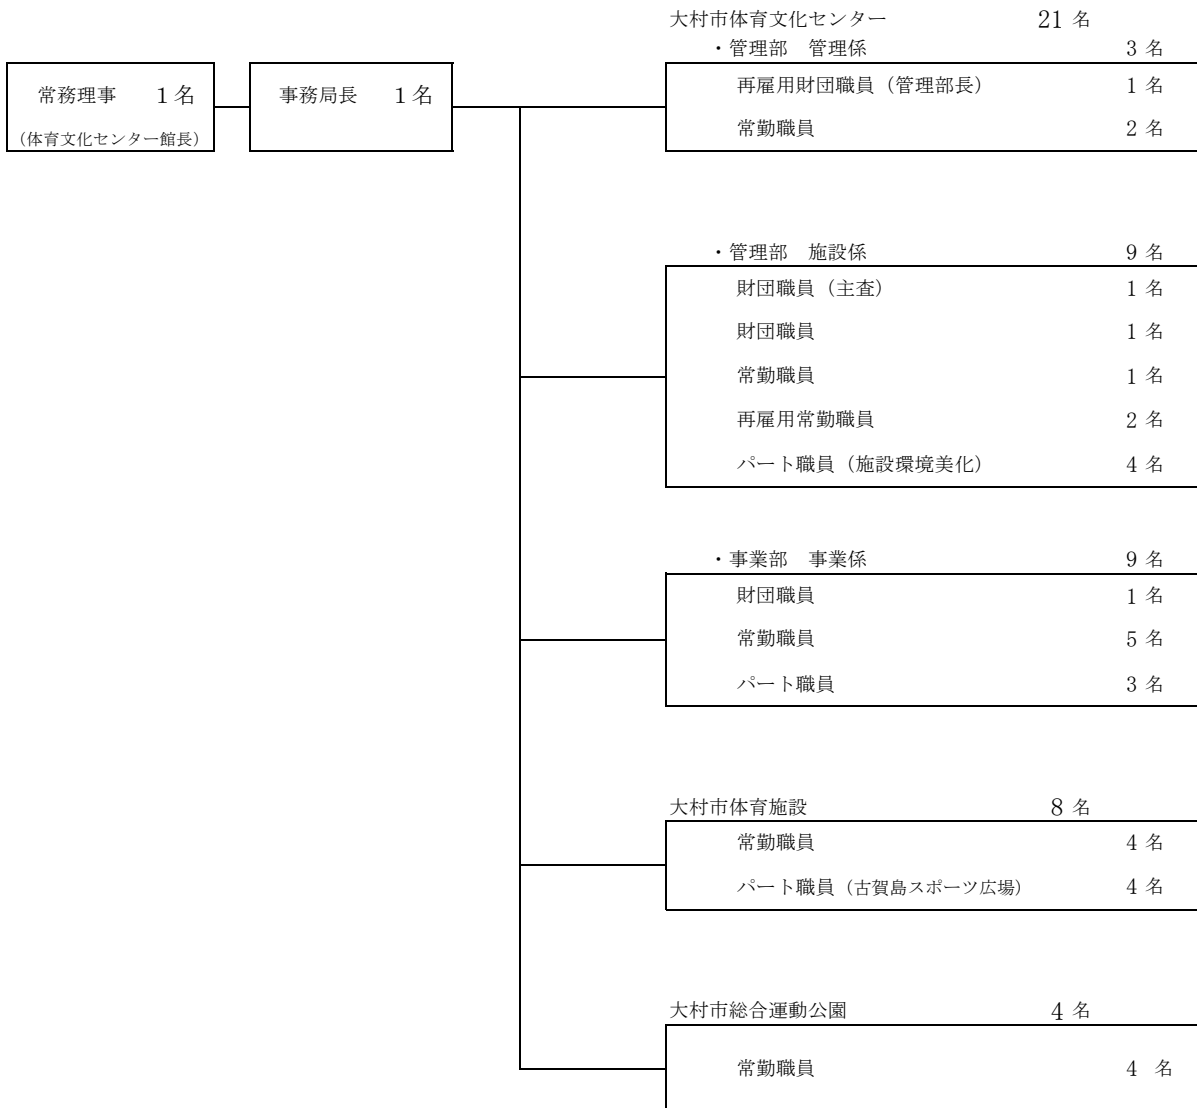 大村市体育文化センター　21 名
・管理部　管理係　3 名
常務理事　1 名
(体育文化センター館長)
事務局長　1 名
再雇用財団職員（管理部長）　1 名
常勤職員　2 名
・管理部　施設係　9 名
財団職員（主査）　1 名
財団職員　1 名
常勤職員　1 名
再雇用常勤職員　2 名
パート職員（施設環境美化）　4 名
・事業部　事業係　9 名
財団職員　1 名
常勤職員　5 名
パート職員　3 名
大村市体育施設　8 名
常勤職員　4 名
パート職員（古賀島スポーツ広場）　4 名
大村市総合運動公園　4 名
常勤職員　4 名